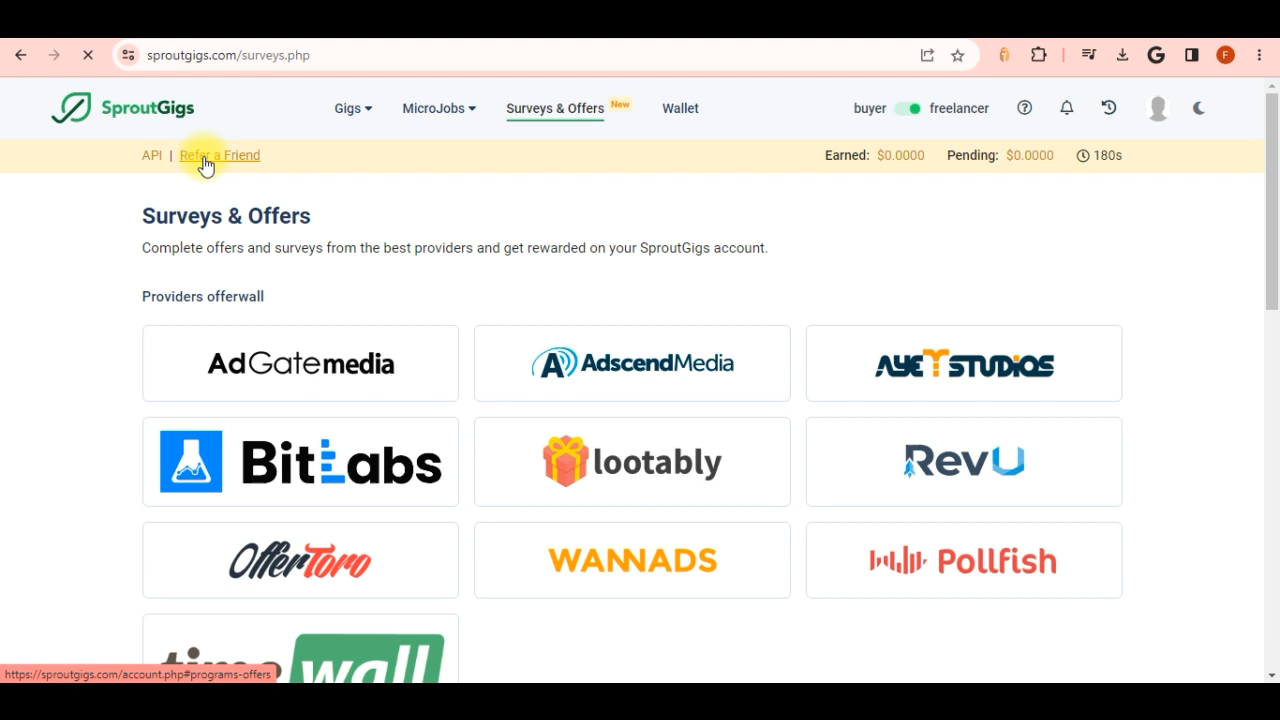 sproutgigs.com/surveys.php
F
SproutGigs
Gigs
MicroJobs
Surveys & Offers New
Wallet
buyer
freelancer
API | Refer a Friend
Earned: $0.0000 Pending: $0.0000 180s
Surveys & Offers
Complete offers and surveys from the best providers and get rewarded on your SproutGigs account.
Providers offerwall
AdGatemedia
AdscendMedia
AYET STUDIOS
BitLabs
lootably
RevU
OfferToro
WANNADS
Pollfish
time wall
https://sproutgigs.com/account.php#programs-offers